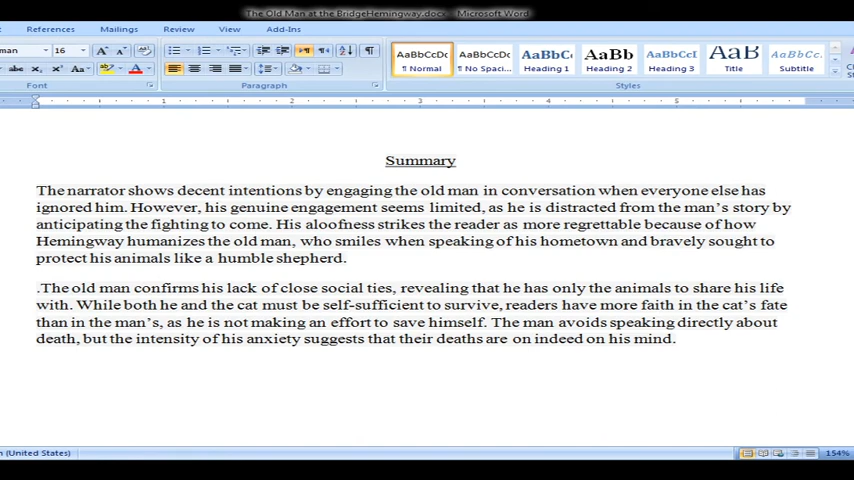 The Old Man at the BridgeHemingway.docx - Microsoft Word
References Mailings Review View Add-Ins
16
AaBbCcDc AaBbCcDc AaBbC AaBb AaBbCcI AaB AaBbCc.
¶ Normal ¶ No Spaci... Heading 1 Heading 2 Heading 3 Title Subtitle
Font Paragraph Styles
1 2 3 4 5
Summary
The narrator shows decent intentions by engaging the old man in conversation when everyone else has
ignored him. However, his genuine engagement seems limited, as he is distracted from the man's story by
anticipating the fighting to come. His aloofness strikes the reader as more regrettable because of how
Hemingway humanizes the old man, who smiles when speaking of his hometown and bravely sought to
protect his animals like a humble shepherd.
.The old man confirms his lack of close social ties, revealing that he has only the animals to share his life
with. While both he and the cat must be self-sufficient to survive, readers have more faith in the cat's fate
than in the man's, as he is not making an effort to save himself. The man avoids speaking directly about
death, but the intensity of his anxiety suggests that their deaths are on indeed on his mind.
(United States) 154%